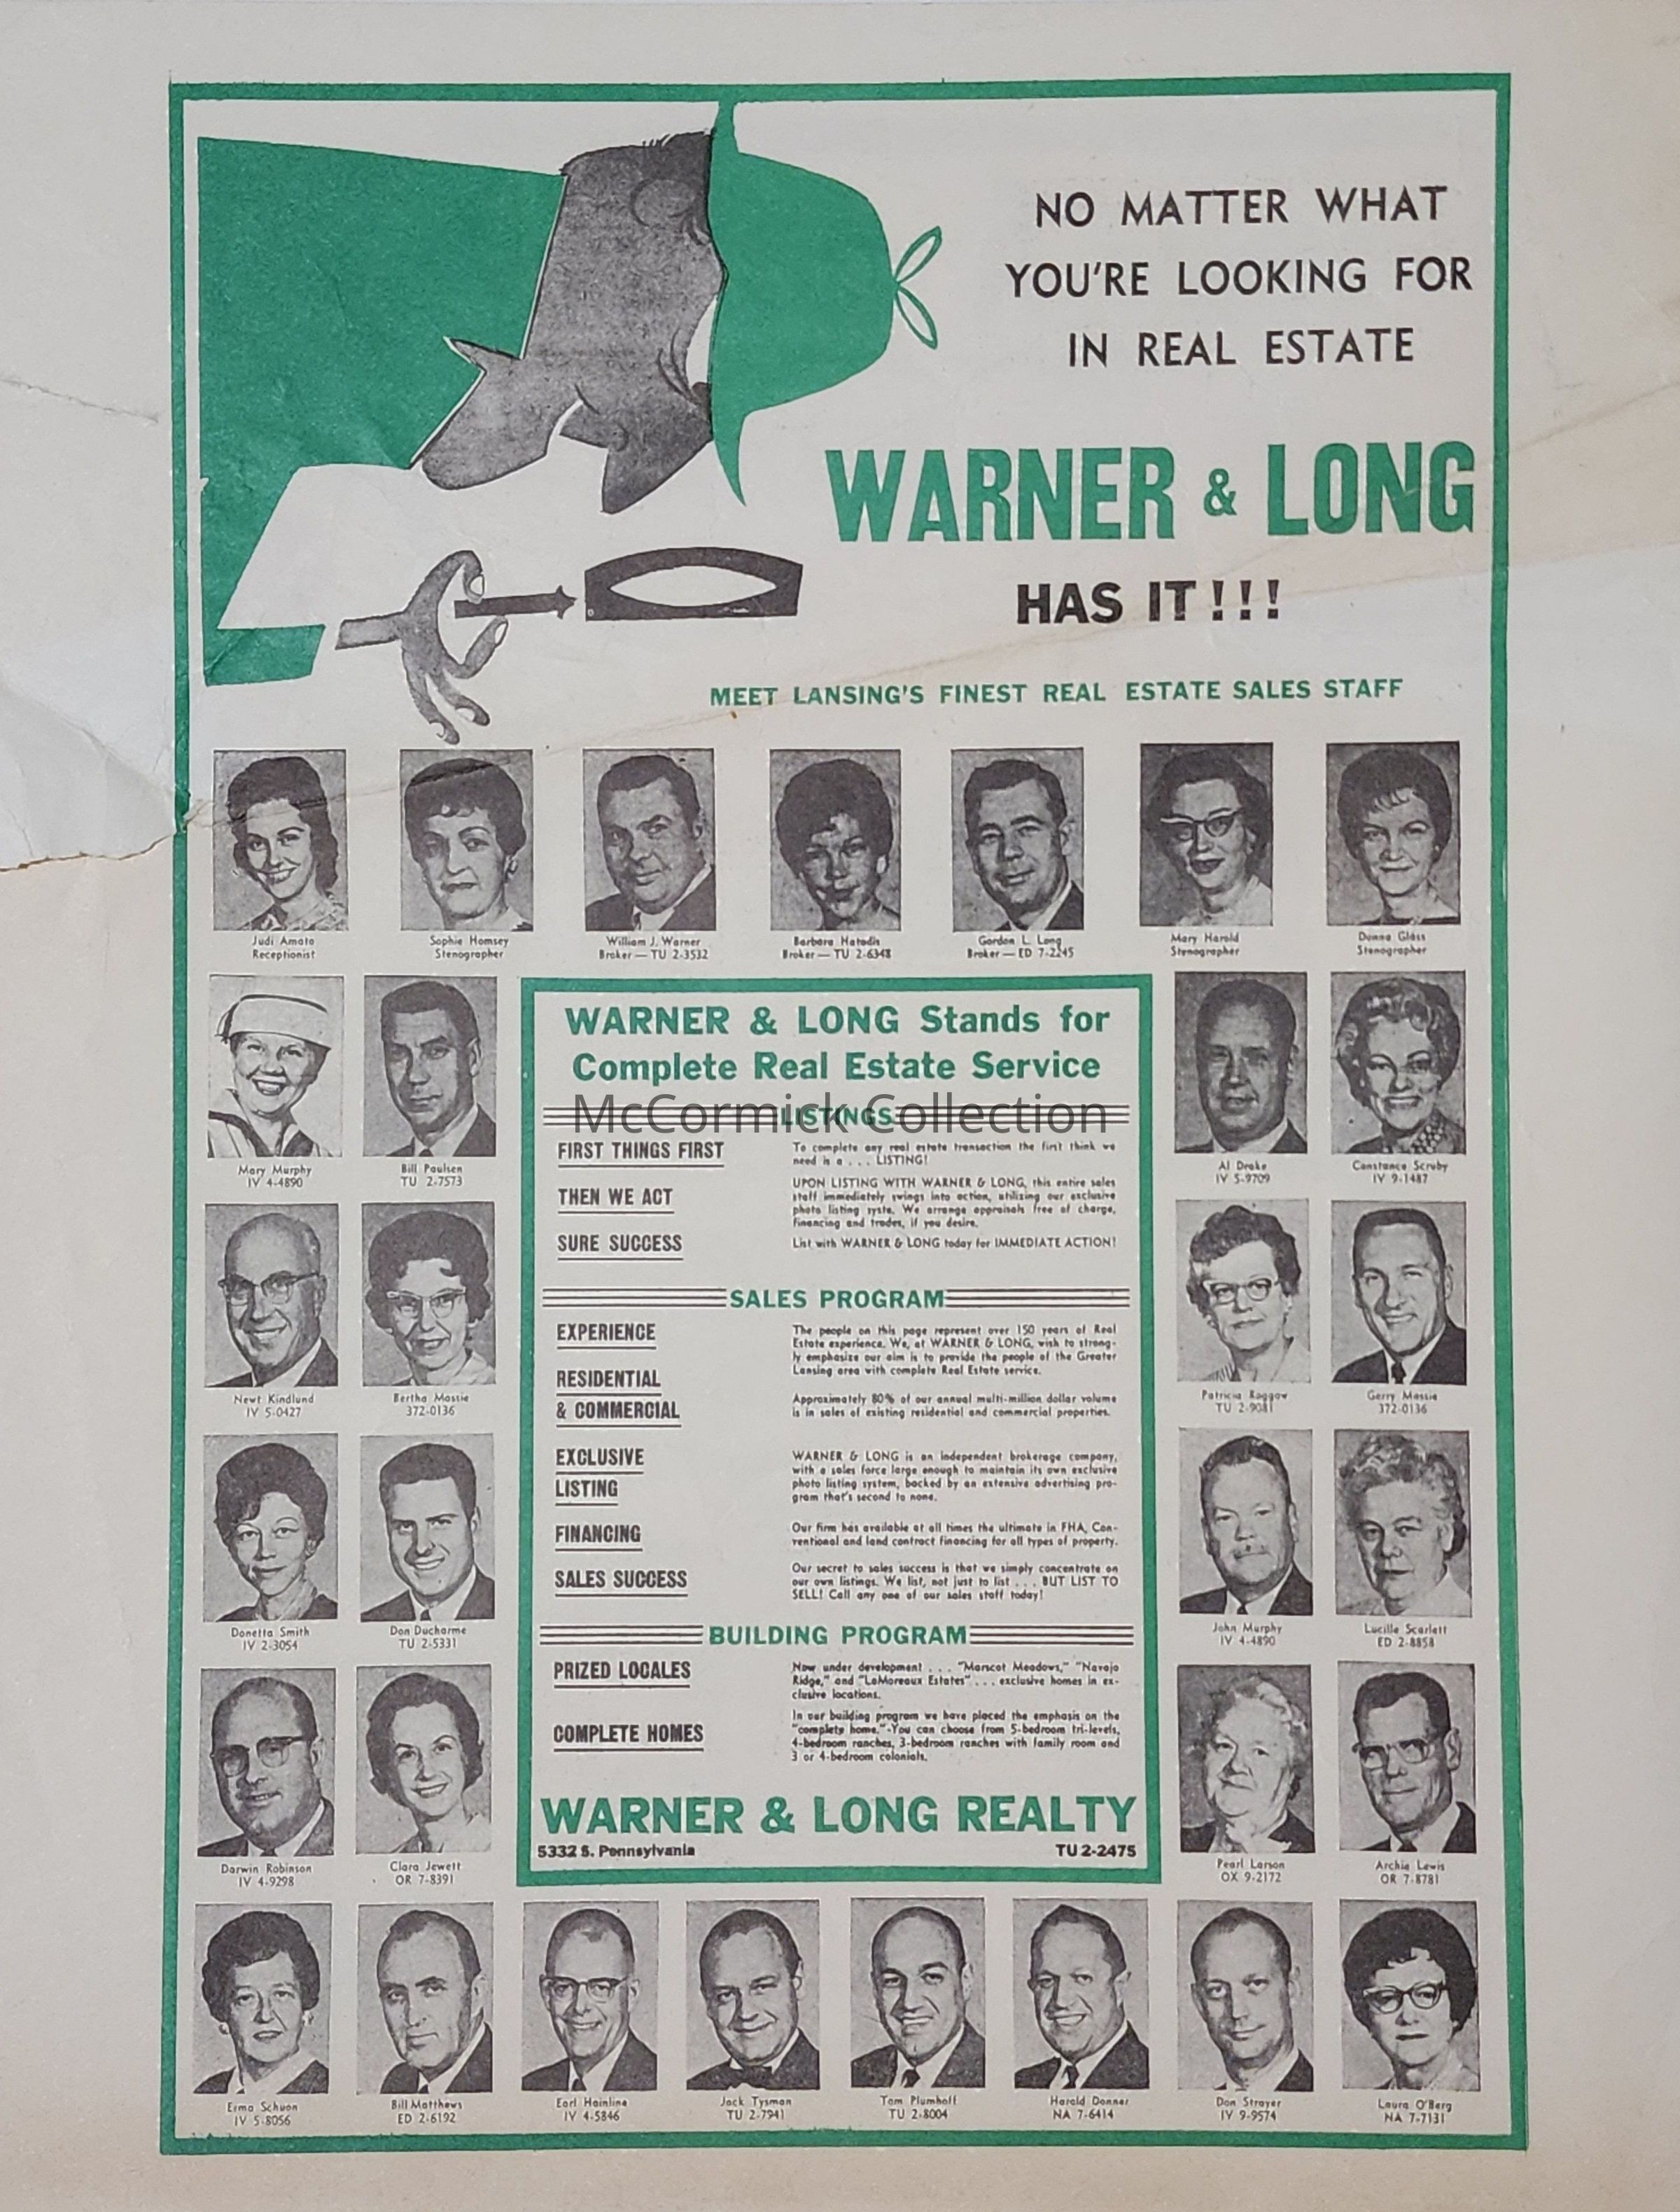 NO MATTER WHAT
YOU'RE LOOKING FOR
IN REAL ESTATE
WARNER & LONG
HAS IT!!!
MEET LANSING'S FINEST REAL ESTATE SALES STAFF
Judi Amato
Receptionist
Sophie Homsey
Stenographer
William J. Warner
Broker — TU 2-3532
Barbara Hatodis
Broker — TU 2-6348
Gordon L. Long
Broker — ED 7-2245
Mary Harold
Stenographer
Donna Glass
Stenographer
Mary Murphy
IV 4-4890
Bill Paulsen
TU 2-7573
Al Drake
IV 5-9709
Constance Scruby
IV 9-1487
Newt Kindlund
IV 5-0427
Bertha Massie
372-0136
Patricia Raggow
TU 2-9081
Gerry Massie
372-0136
Donetta Smith
IV 2-3054
Don Ducharme
TU 2-5331
John Murphy
IV 4-4890
Lucille Scarlett
ED 2-8858
Darwin Robinson
IV 4-9298
Clara Jewett
OR 7-8391
Pearl Larson
OX 9-2172
Archie Lewis
OR 7-8781
WARNER & LONG Stands for
Complete Real Estate Service
McCormick Collection
LISTINGS
FIRST THINGS FIRST
To complete any real estate transaction the first think we
need is a . . . LISTING!
THEN WE ACT
UPON LISTING WITH WARNER & LONG, this entire sales
staff immediately swings into action, utilizing our exclusive
photo listing syste. We arrange appraisals free of charge,
financing and trades, if you desire.
SURE SUCCESS
List with WARNER & LONG today for IMMEDIATE ACTION!
SALES PROGRAM
EXPERIENCE
The people on this page represent over 150 years of Real
Estate experience. We, at WARNER & LONG, wish to strong-
ly emphasize our aim is to provide the people of the Greater
Lansing area with complete Real Estate service.
RESIDENTIAL
& COMMERCIAL
Approximately 80% of our annual multi-million dollar volume
is in sales of existing residential and commercial properties.
EXCLUSIVE
LISTING
WARNER & LONG is an independent brokerage company,
with a sales force large enough to maintain its own exclusive
photo listing system, backed by an extensive advertising pro-
gram that's second to none.
FINANCING
Our firm has available at all times the ultimate in FHA, Con-
ventional and land contract financing for all types of property.
SALES SUCCESS
Our secret to sales success is that we simply concentrate on
our own listings. We list, not just to list . . . BUT LIST TO
SELL! Call any one of our sales staff today!
BUILDING PROGRAM
PRIZED LOCALES
Now under development . . . "Marscot Meadows," "Navajo
Ridge," and "LaMoreaux Estates" . . . exclusive homes in ex-
clusive locations.
COMPLETE HOMES
In our building program we have placed the emphasis on the
"complete home." You can choose from 5-bedroom tri-levels,
4-bedroom ranches, 3-bedroom ranches with family room and
3 or 4-bedroom colonials.
WARNER & LONG REALTY
5332 S. Pennsylvania
TU 2-2475
Erma Schuon
IV 5-8056
Bill Matthews
ED 2-6192
Earl Hainline
IV 4-5846
Jack Tysman
TU 2-7941
Tom Plumhoff
TU 2-8004
Harold Donner
NA 7-6414
Don Strayer
IV 9-9574
Laura O'Berg
NA 7-7131